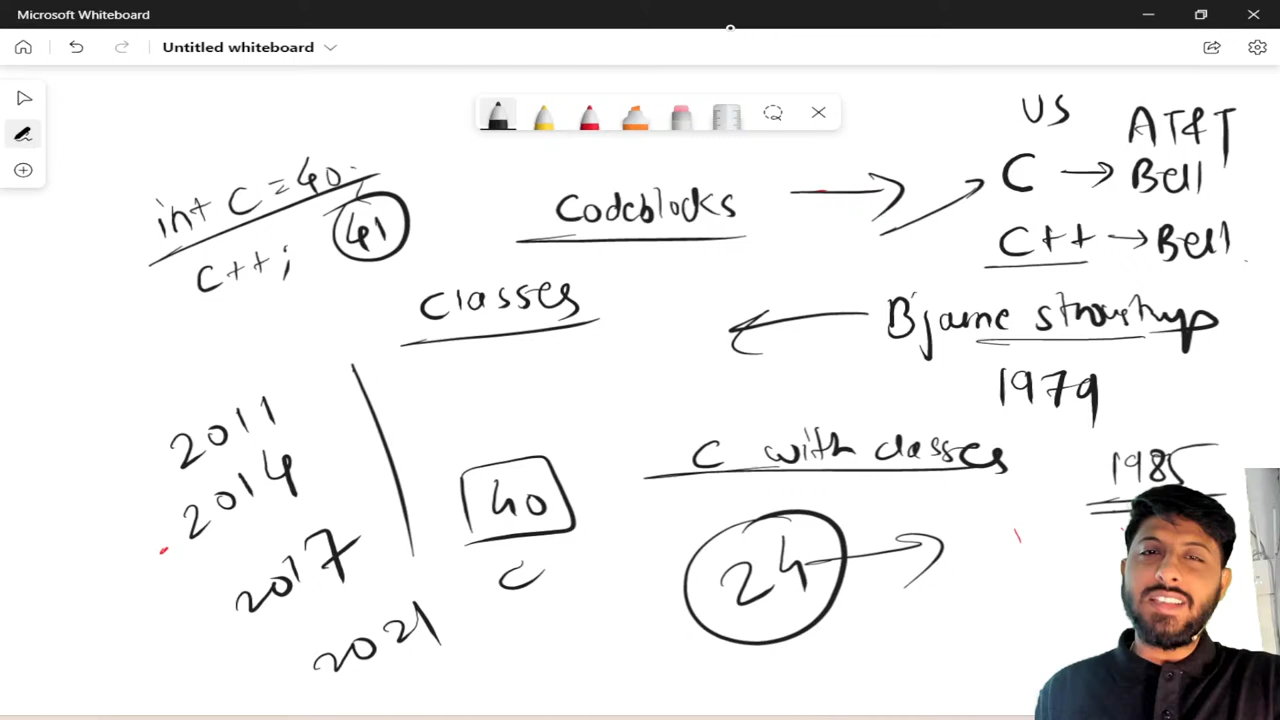 Microsoft Whiteboard
Untitled whiteboard
US
AT&T
int C = 40;
Codeblocks
C → Bell
41
C++;
C++ → Bell
Classes
Bjarne stroustrup
1979
2011
C with classes
1985
2014
40
24
2017
C
2021